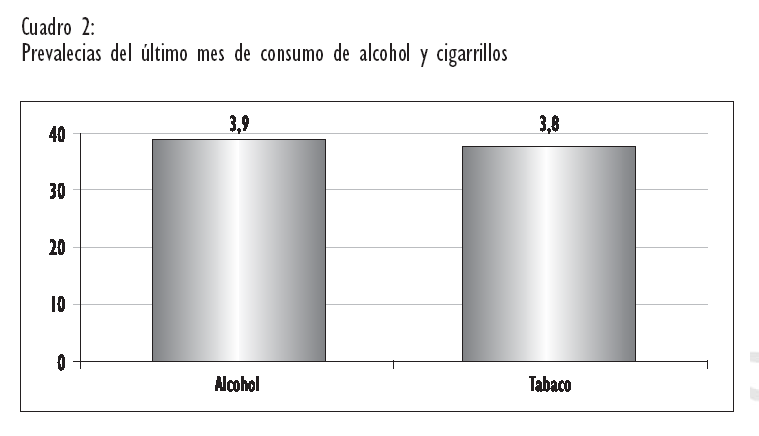 Cuadro 2:
Prevalecias del último mes de consumo de alcohol y cigarrillos
3,9
3,8
40
30
20
10
0
Alcohol
Tabaco